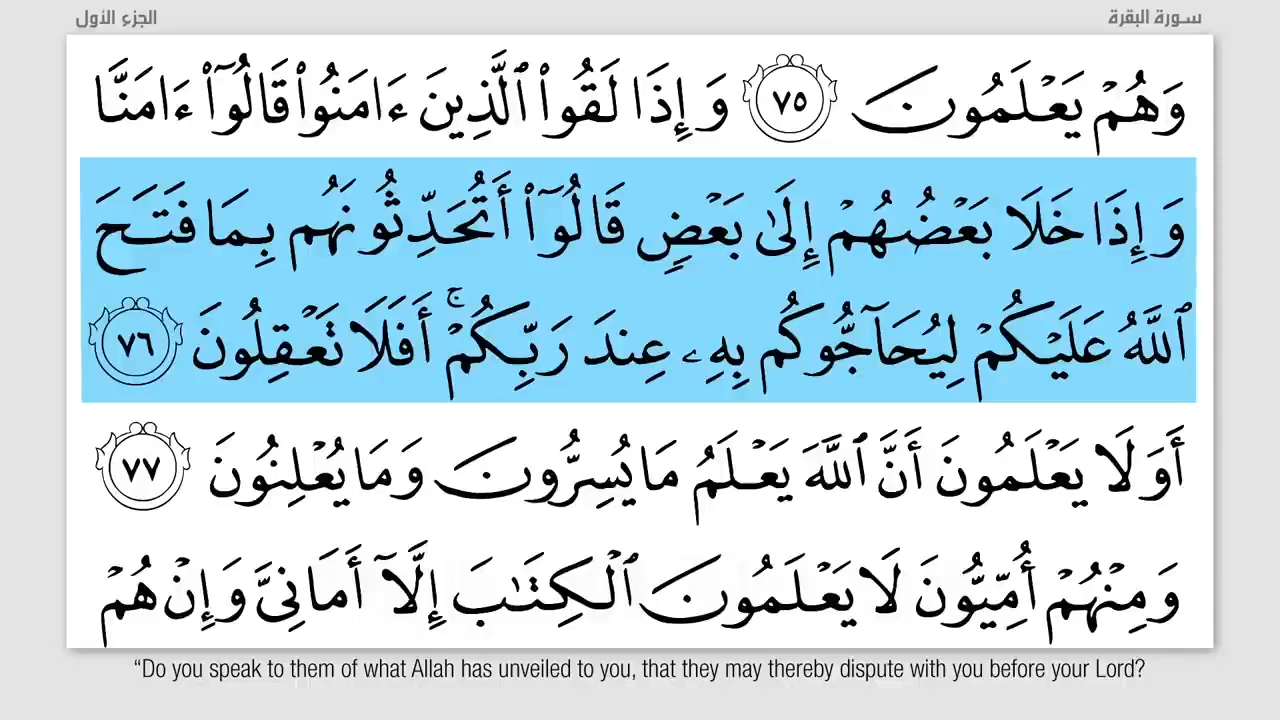 سورة البقرة
الجزء الأول
وَهُمْ يَعْلَمُونَ ٧٥ وَإِذَا لَقُوا۟ ٱلَّذِينَ ءَامَنُوا۟ قَالُوٓا۟ ءَامَنَّا
وَإِذَا خَلَا بَعْضُهُمْ إِلَىٰ بَعْضٍ قَالُوٓا۟ أَتُحَدِّثُونَهُم بِمَا فَتَحَ
ٱللَّهُ عَلَيْكُمْ لِيُحَآجُّوكُم بِهِۦ عِندَ رَبِّكُمْ ۚ أَفَلَا تَعْقِلُونَ ٧٦
أَوَلَا يَعْلَمُونَ أَنَّ ٱللَّهَ يَعْلَمُ مَا يُسِرُّونَ وَمَا يُعْلِنُونَ ٧٧
وَمِنْهُمْ أُمِّيُّونَ لَا يَعْلَمُونَ ٱلْكِتَٰبَ إِلَّآ أَمَانِىَّ وَإِنْ هُمْ
“Do you speak to them of what Allah has unveiled to you, that they may thereby dispute with you before your Lord?